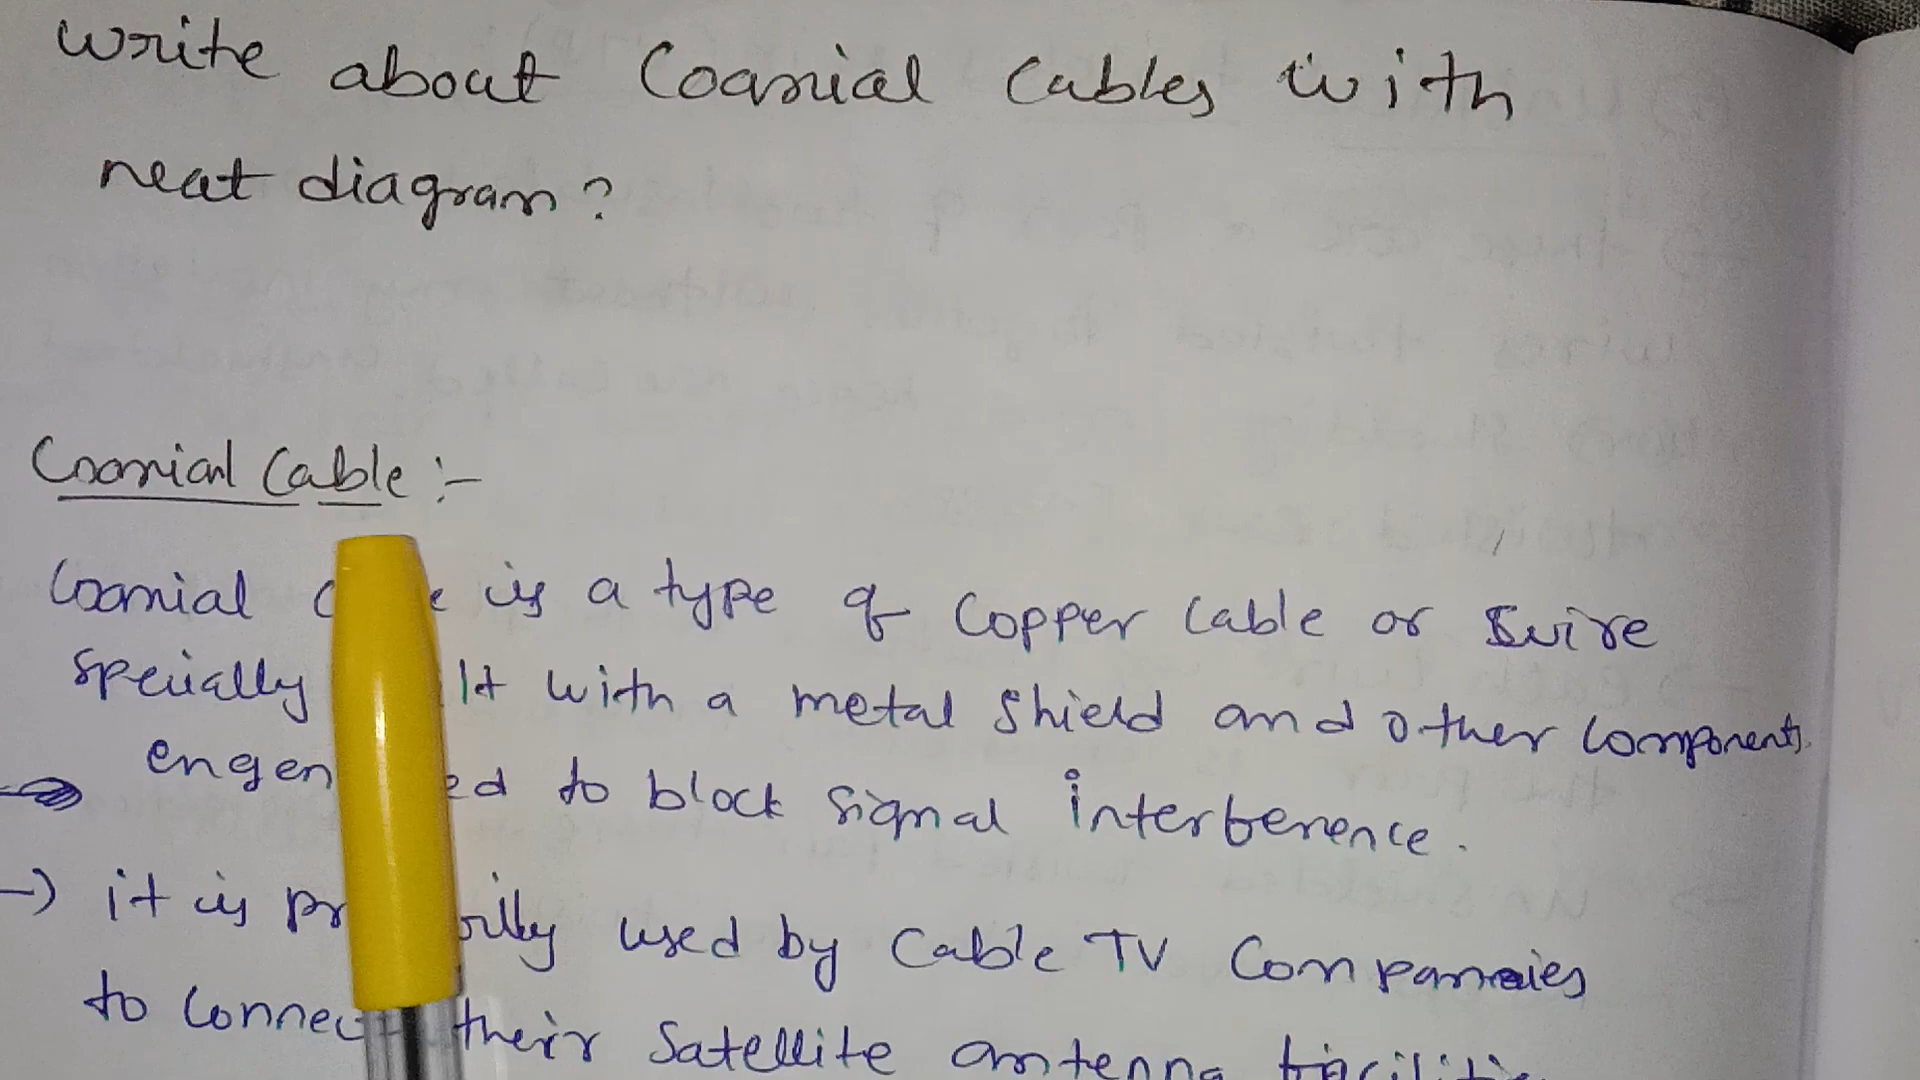 Write about Coaxial Cables with
neat diagram?
Coaxial Cable :-
Coaxial is a type of Copper Cable or wire
specially with a metal shield and other components.
to block signal interference.
→ it is used by Cable TV Companies
to connect their Satellite antenna